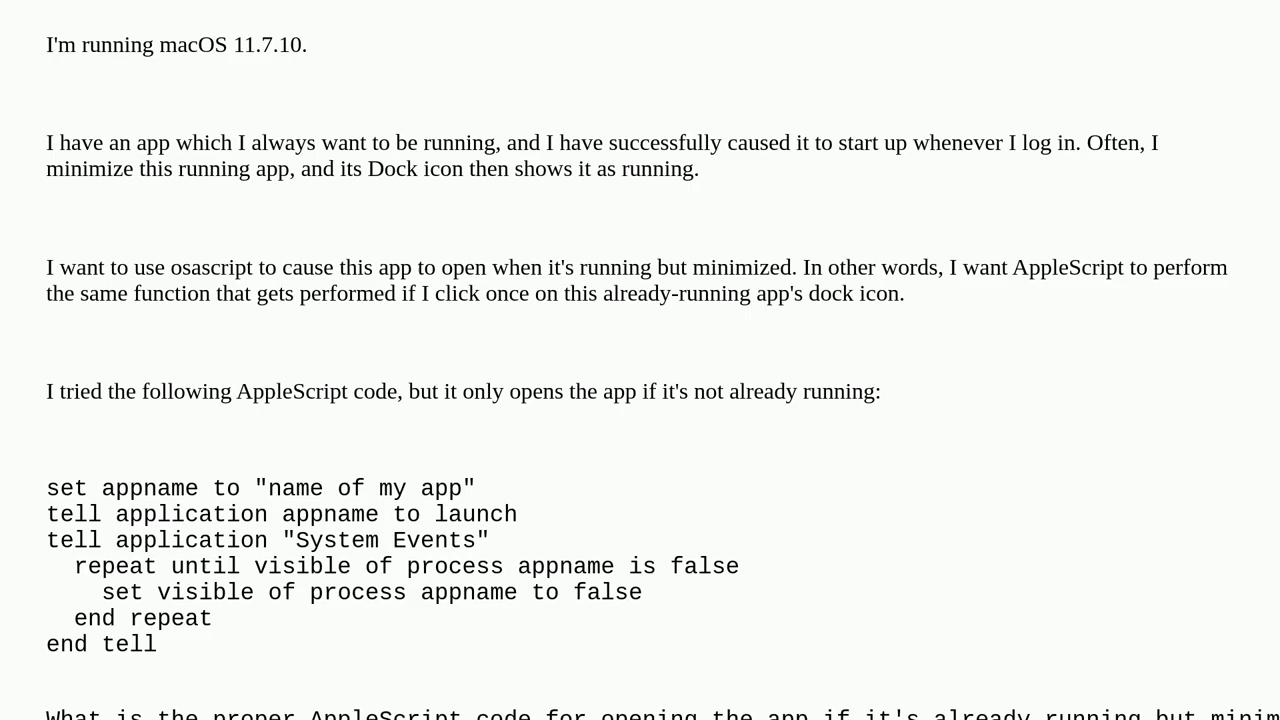 I'm running macOS 11.7.10.
I have an app which I always want to be running, and I have successfully caused it to start up whenever I log in. Often, I
minimize this running app, and its Dock icon then shows it as running.
I want to use osascript to cause this app to open when it's running but minimized. In other words, I want AppleScript to perform
the same function that gets performed if I click once on this already-running app's dock icon.
I tried the following AppleScript code, but it only opens the app if it's not already running:
set appname to "name of my app"
tell application appname to launch
tell application "System Events"
  repeat until visible of process appname is false
    set visible of process appname to false
  end repeat
end tell
What is the proper AppleScript code for opening the app if it's already running but minim